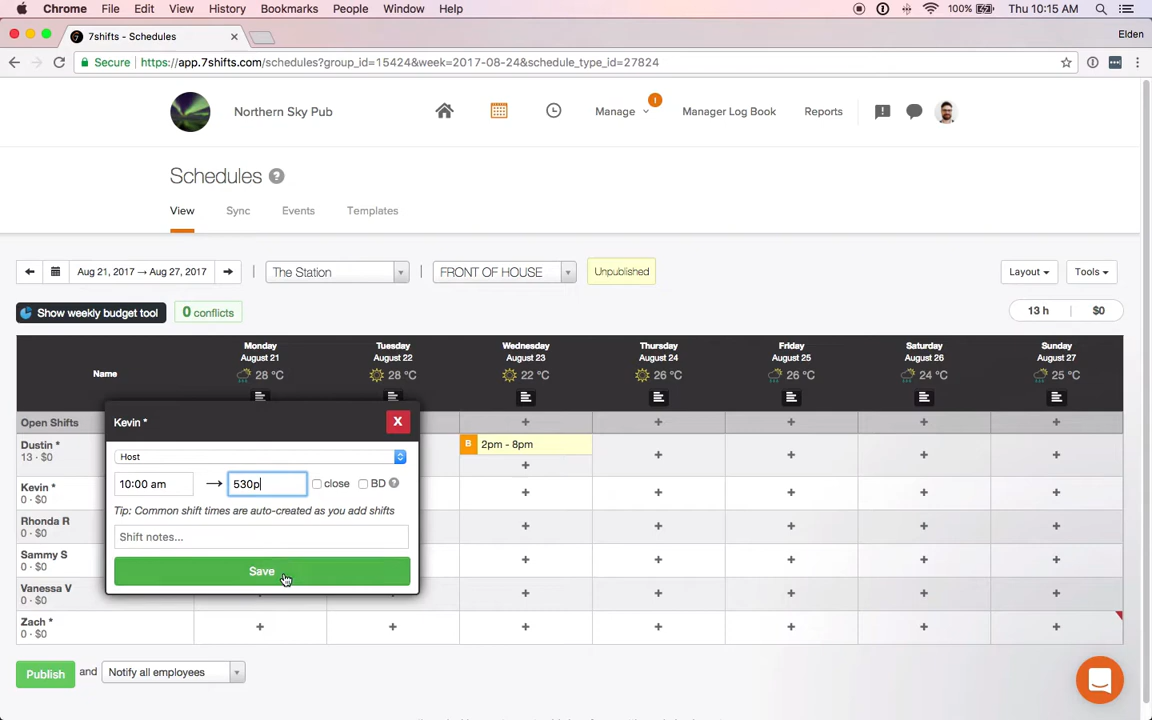 Chrome File Edit View History Bookmarks People Window Help 100% Thu 10:15 AM
7shifts - Schedules Elden
Secure https://app.7shifts.com/schedules?group_id=15424&week=2017-08-24&schedule_type_id=27824
Northern Sky Pub Manage 1 Manager Log Book Reports
Schedules ?
View Sync Events Templates
Aug 21, 2017 → Aug 27, 2017 | The Station | FRONT OF HOUSE Unpublished Layout Tools
Show weekly budget tool 0 conflicts 13 h | $0
Name
Monday Tuesday Wednesday Thursday Friday Saturday Sunday
August 21 August 22 August 23 August 24 August 25 August 26 August 27
28 °C 28 °C 22 °C 26 °C 26 °C 24 °C 25 °C
Open Shifts + + + + +
Dustin * B 2pm - 8pm
13 · $0 + + + + +
Kevin * + + + + +
0 · $0
Rhonda R + + + + +
0 · $0
Sammy S + + + + +
0 · $0
Vanessa V + + + + +
0 · $0
Zach * + + + + + + +
0 · $0
Kevin * X
Host
10:00 am → 530p close BD ?
Tip: Common shift times are auto-created as you add shifts
Shift notes...
Save
Publish and Notify all employees